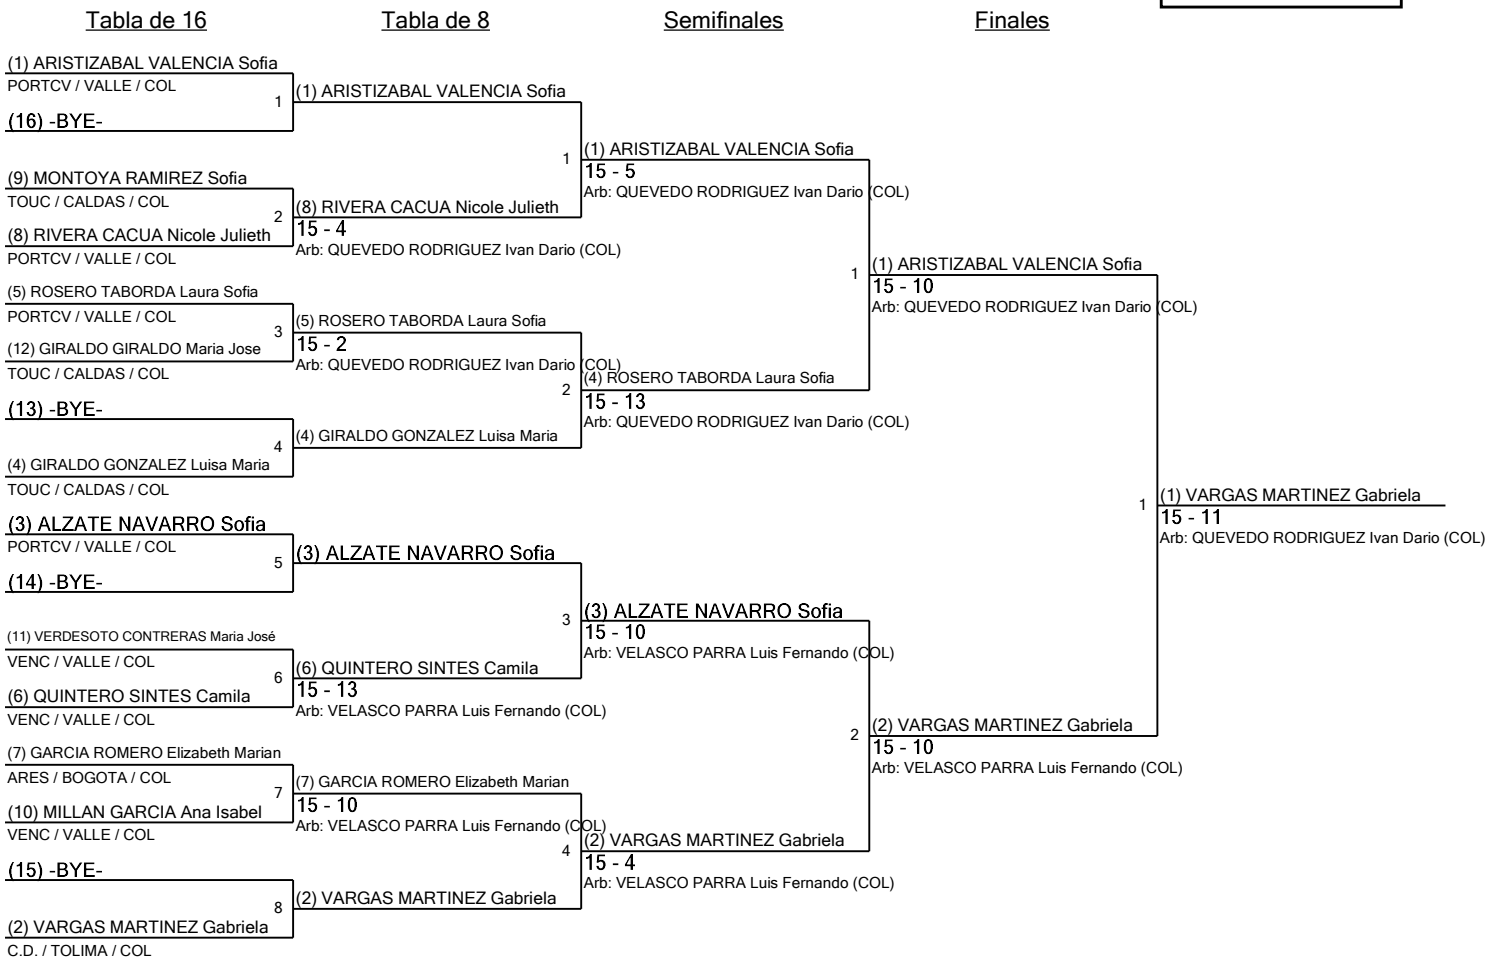 Tabla de 16
Tabla de 8
Semifinales
Finales
(1) ARISTIZABAL VALENCIA Sofia
PORTCV / VALLE / COL
1
(16) -BYE-
(9) MONTOYA RAMIREZ Sofia
TOUC / CALDAS / COL
2
(8) RIVERA CACUA Nicole Julieth
PORTCV / VALLE / COL
(5) ROSERO TABORDA Laura Sofia
PORTCV / VALLE / COL
3
(12) GIRALDO GIRALDO Maria Jose
TOUC / CALDAS / COL
(13) -BYE-
4
(4) GIRALDO GONZALEZ Luisa Maria
TOUC / CALDAS / COL
(3) ALZATE NAVARRO Sofia
PORTCV / VALLE / COL
5
(14) -BYE-
(11) VERDESOTO CONTRERAS Maria José
VENC / VALLE / COL
6
(6) QUINTERO SINTES Camila
VENC / VALLE / COL
(7) GARCIA ROMERO Elizabeth Marian
ARES / BOGOTA / COL
7
(10) MILLAN GARCIA Ana Isabel
VENC / VALLE / COL
(15) -BYE-
8
(2) VARGAS MARTINEZ Gabriela
C.D. / TOLIMA / COL
(1) ARISTIZABAL VALENCIA Sofia
1
(8) RIVERA CACUA Nicole Julieth
15 - 4
Arb: QUEVEDO RODRIGUEZ Ivan Dario (COL)
(5) ROSERO TABORDA Laura Sofia
15 - 2
Arb: QUEVEDO RODRIGUEZ Ivan Dario (COL)
2
(4) GIRALDO GONZALEZ Luisa Maria
(3) ALZATE NAVARRO Sofia
3
(6) QUINTERO SINTES Camila
15 - 13
Arb: VELASCO PARRA Luis Fernando (COL)
(7) GARCIA ROMERO Elizabeth Marian
15 - 10
Arb: VELASCO PARRA Luis Fernando (COL)
4
(2) VARGAS MARTINEZ Gabriela
(1) ARISTIZABAL VALENCIA Sofia
15 - 5
Arb: QUEVEDO RODRIGUEZ Ivan Dario (COL)
1
(4) ROSERO TABORDA Laura Sofia
15 - 13
Arb: QUEVEDO RODRIGUEZ Ivan Dario (COL)
(3) ALZATE NAVARRO Sofia
15 - 10
Arb: VELASCO PARRA Luis Fernando (COL)
2
(2) VARGAS MARTINEZ Gabriela
15 - 4
Arb: VELASCO PARRA Luis Fernando (COL)
(1) ARISTIZABAL VALENCIA Sofia
15 - 10
Arb: QUEVEDO RODRIGUEZ Ivan Dario (COL)
1
(2) VARGAS MARTINEZ Gabriela
15 - 10
Arb: VELASCO PARRA Luis Fernando (COL)
(1) VARGAS MARTINEZ Gabriela
15 - 11
Arb: QUEVEDO RODRIGUEZ Ivan Dario (COL)